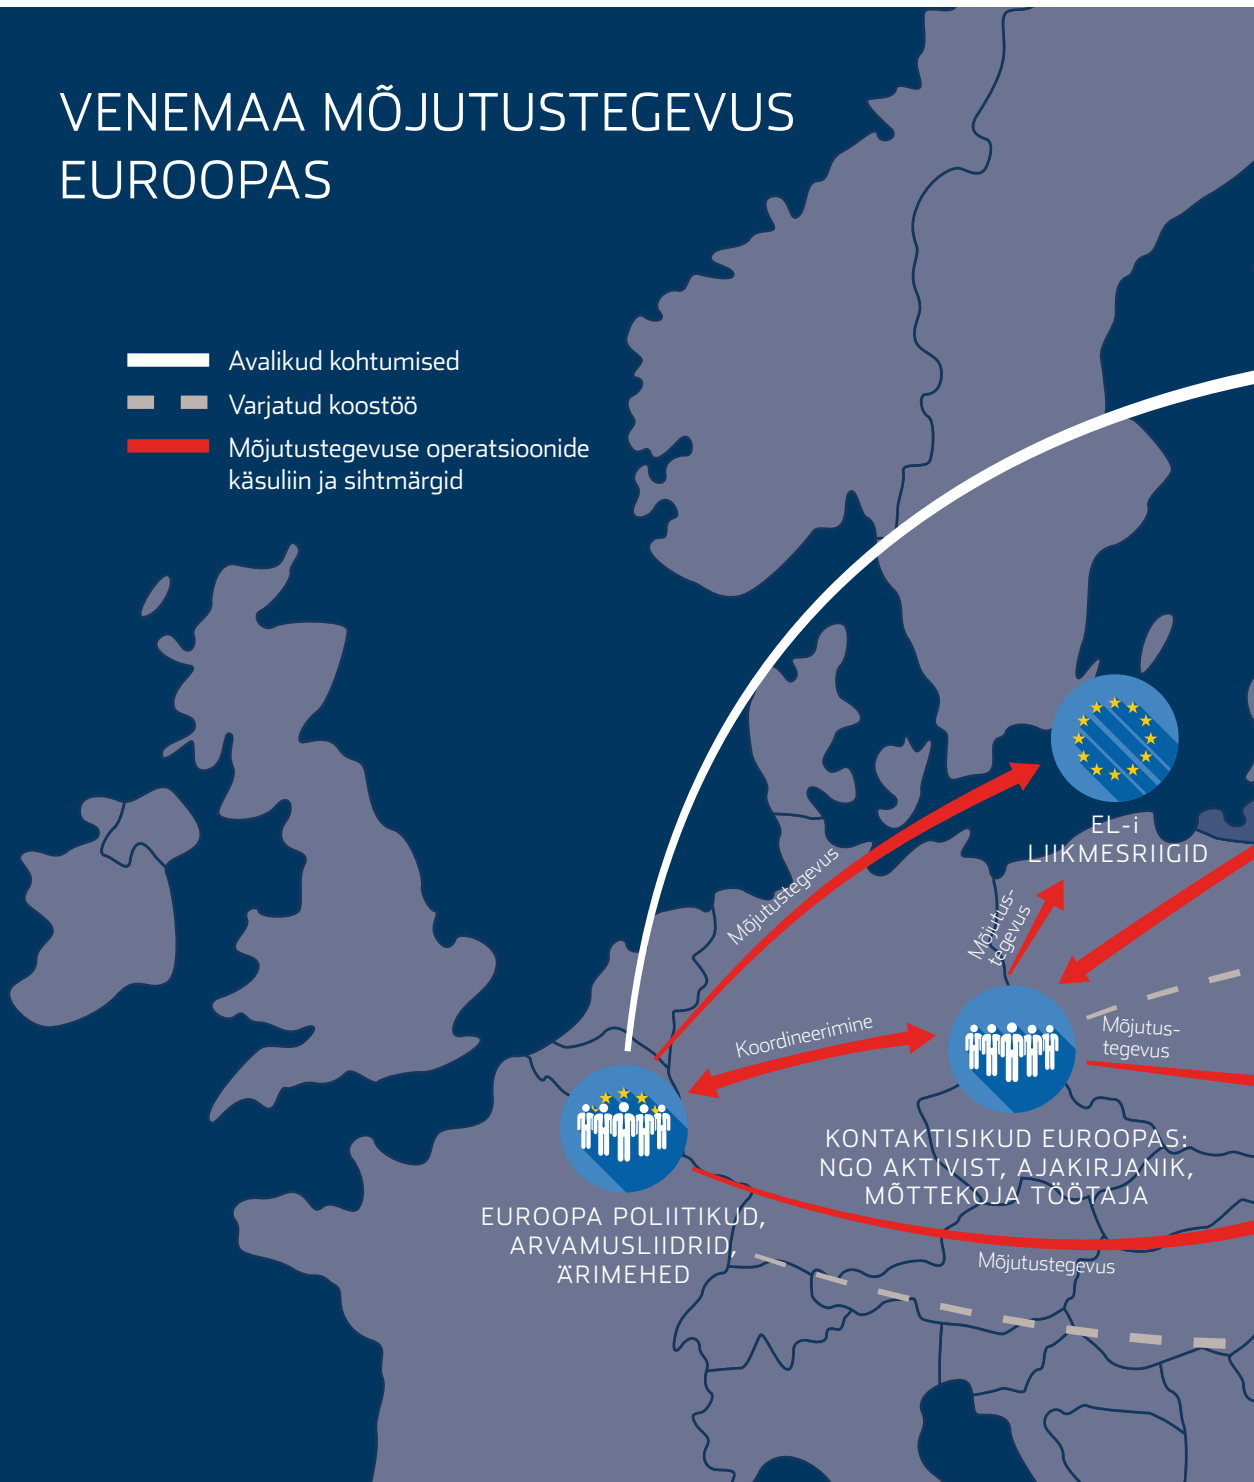 VENEMAA MÕJUTUSTEGEVUS
EUROOPAS
Avalikud kohtumised
Varjatud koostöö
Mõjutustegevuse operatsioonide
käsuliin ja sihtmärgid
EL-i
LIIKMESRIIGID
Mõjutustegevus
Mõjutus-
tegevus
Koordineerimine
Mõjutus-
tegevus
KONTAKTISIKUD EUROOPAS:
NGO AKTIVIST, AJAKIRJANIK,
MÕTTEKOJA TÖÖTAJA
EUROOPA POLIITIKUD,
ARVAMUSLIIDRID,
ÄRIMEHED
Mõjutustegevus